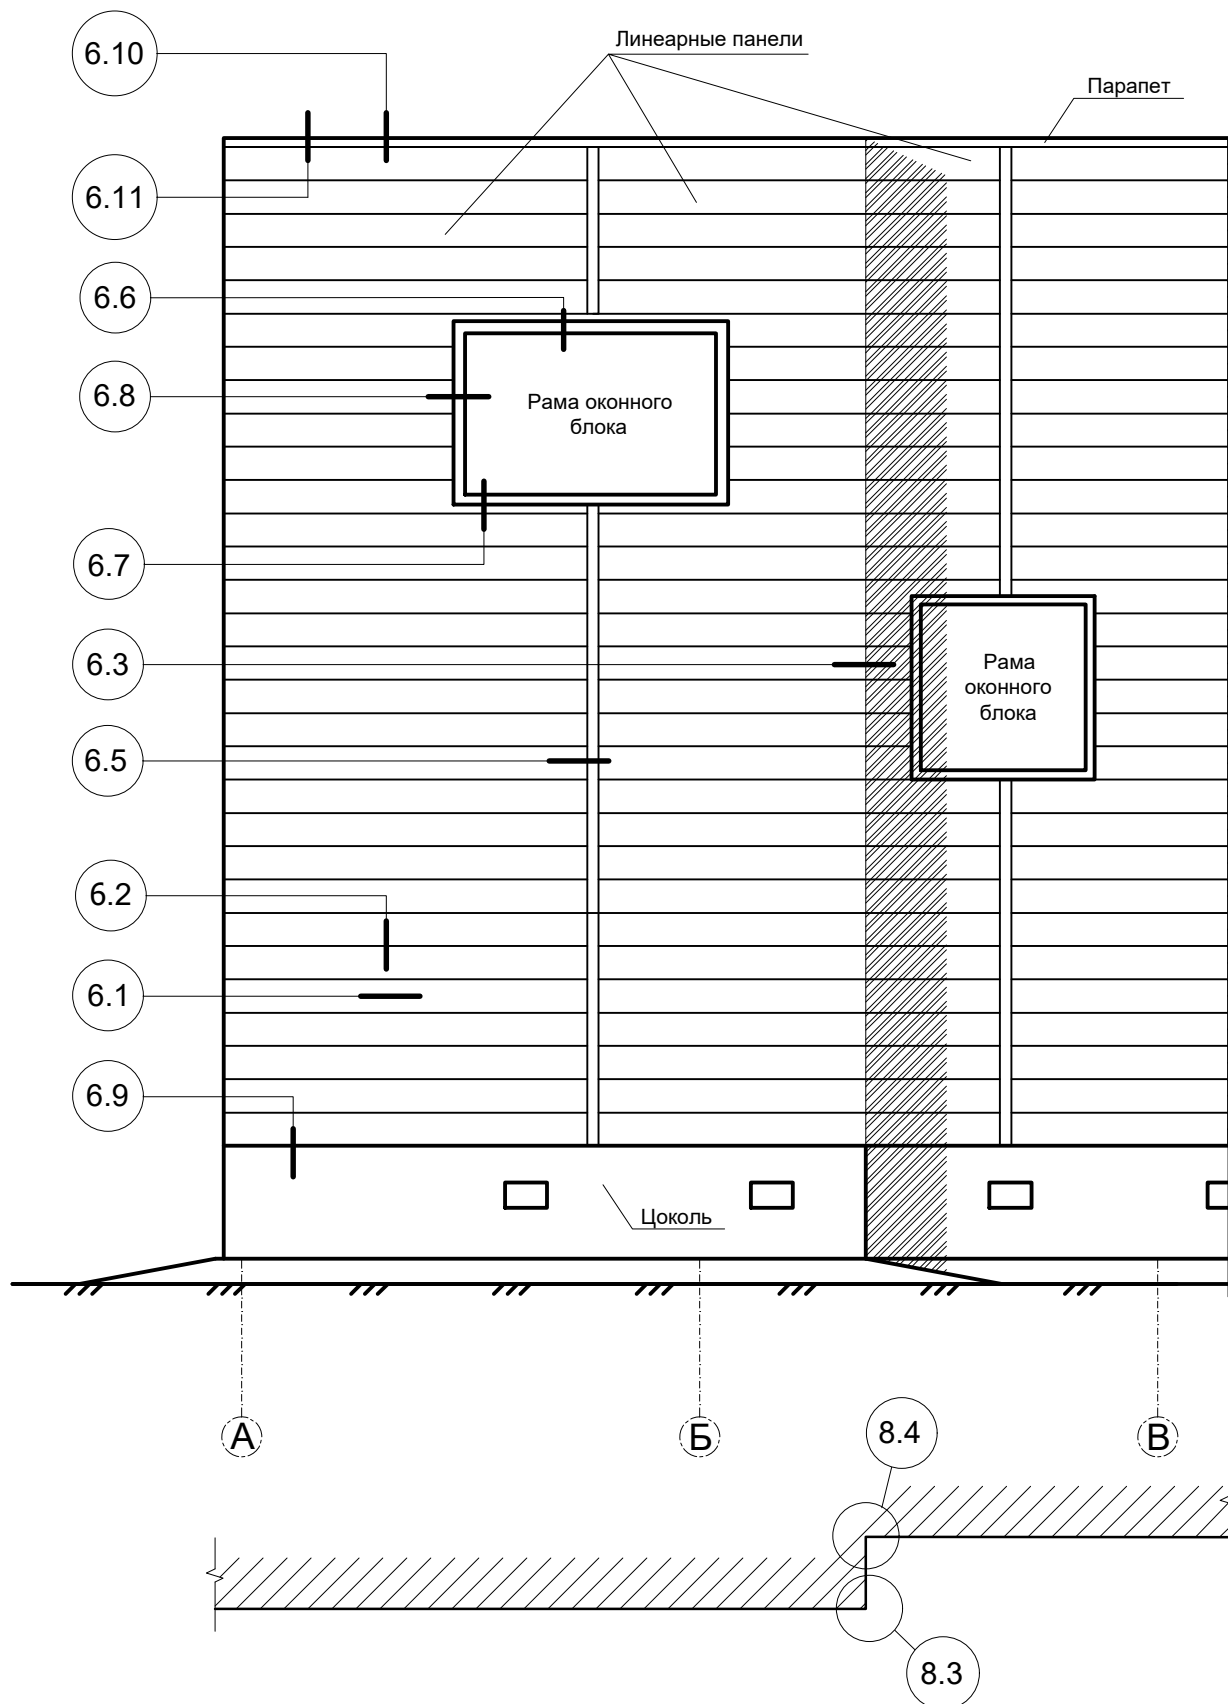 6.10
Линеарные панели
Парапет
6.11
6.6
6.8
Рама оконного
блока
6.7
6.3
Рама
оконного
блока
6.5
6.2
6.1
6.9
Цоколь
А
Б
В
8.4
8.3